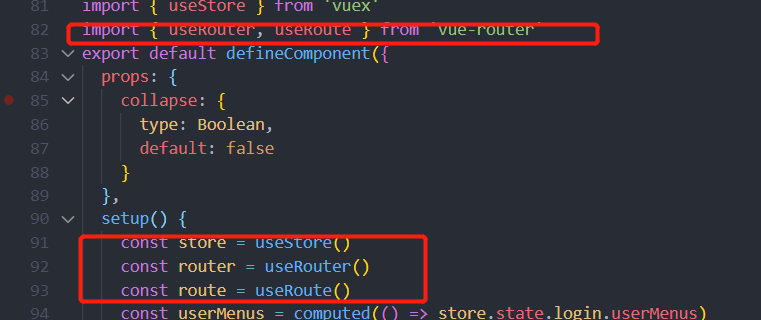 81 import { useStore } from 'vuex'
82 import { useRouter, useRoute } from 'vue-router'
83 export default defineComponent({
84 props: {
85 collapse: {
86 type: Boolean,
87 default: false
88 }
89 },
90 setup() {
91 const store = useStore()
92 const router = useRouter()
93 const route = useRoute()
94 const userMenus = computed(() => store.state.login.userMenus)